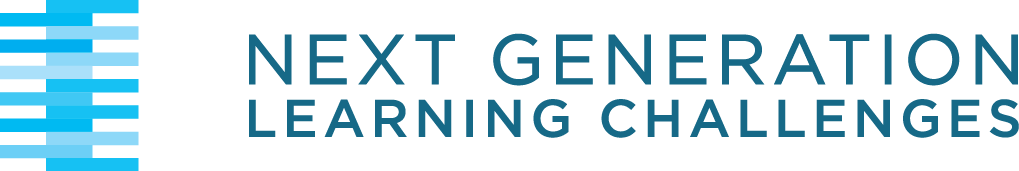 NEXT GENERATION
LEARNING CHALLENGES